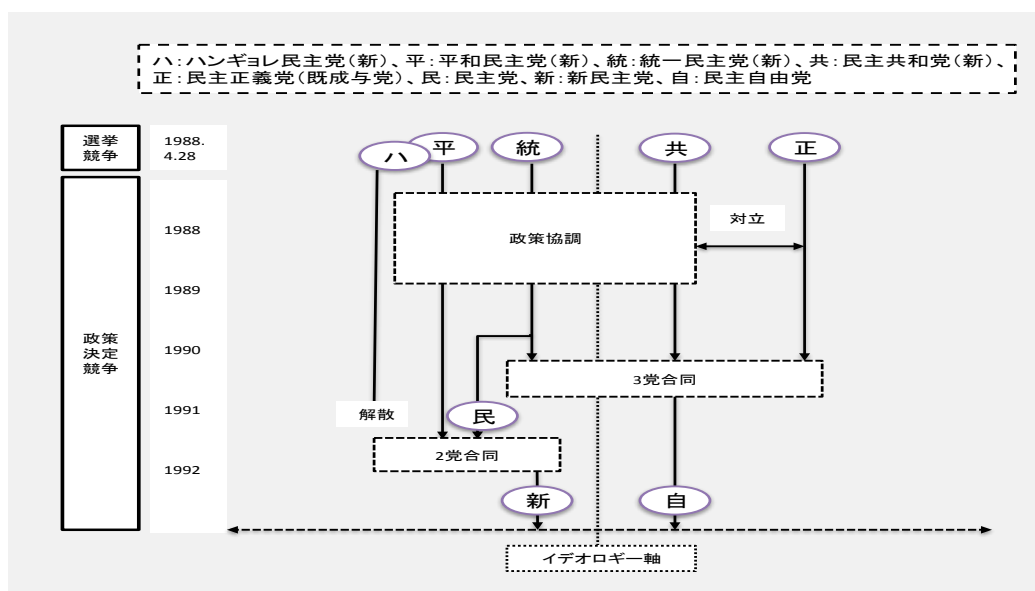 ハ:ハンギョレ民主党(新)、平:平和民主党(新)、統:統一民主党(新)、共:民主共和党(新)、
正:民主正義党(既成与党)、民:民主党、新:新民主党、自:民主自由党
選挙
競争
1988.
4.28
ハ
平
統
共
正
政策
決定
競争
1988
1989
1990
1991
1992
政策協調
対立
3党合同
解散
民
2党合同
新
自
イデオロギー軸